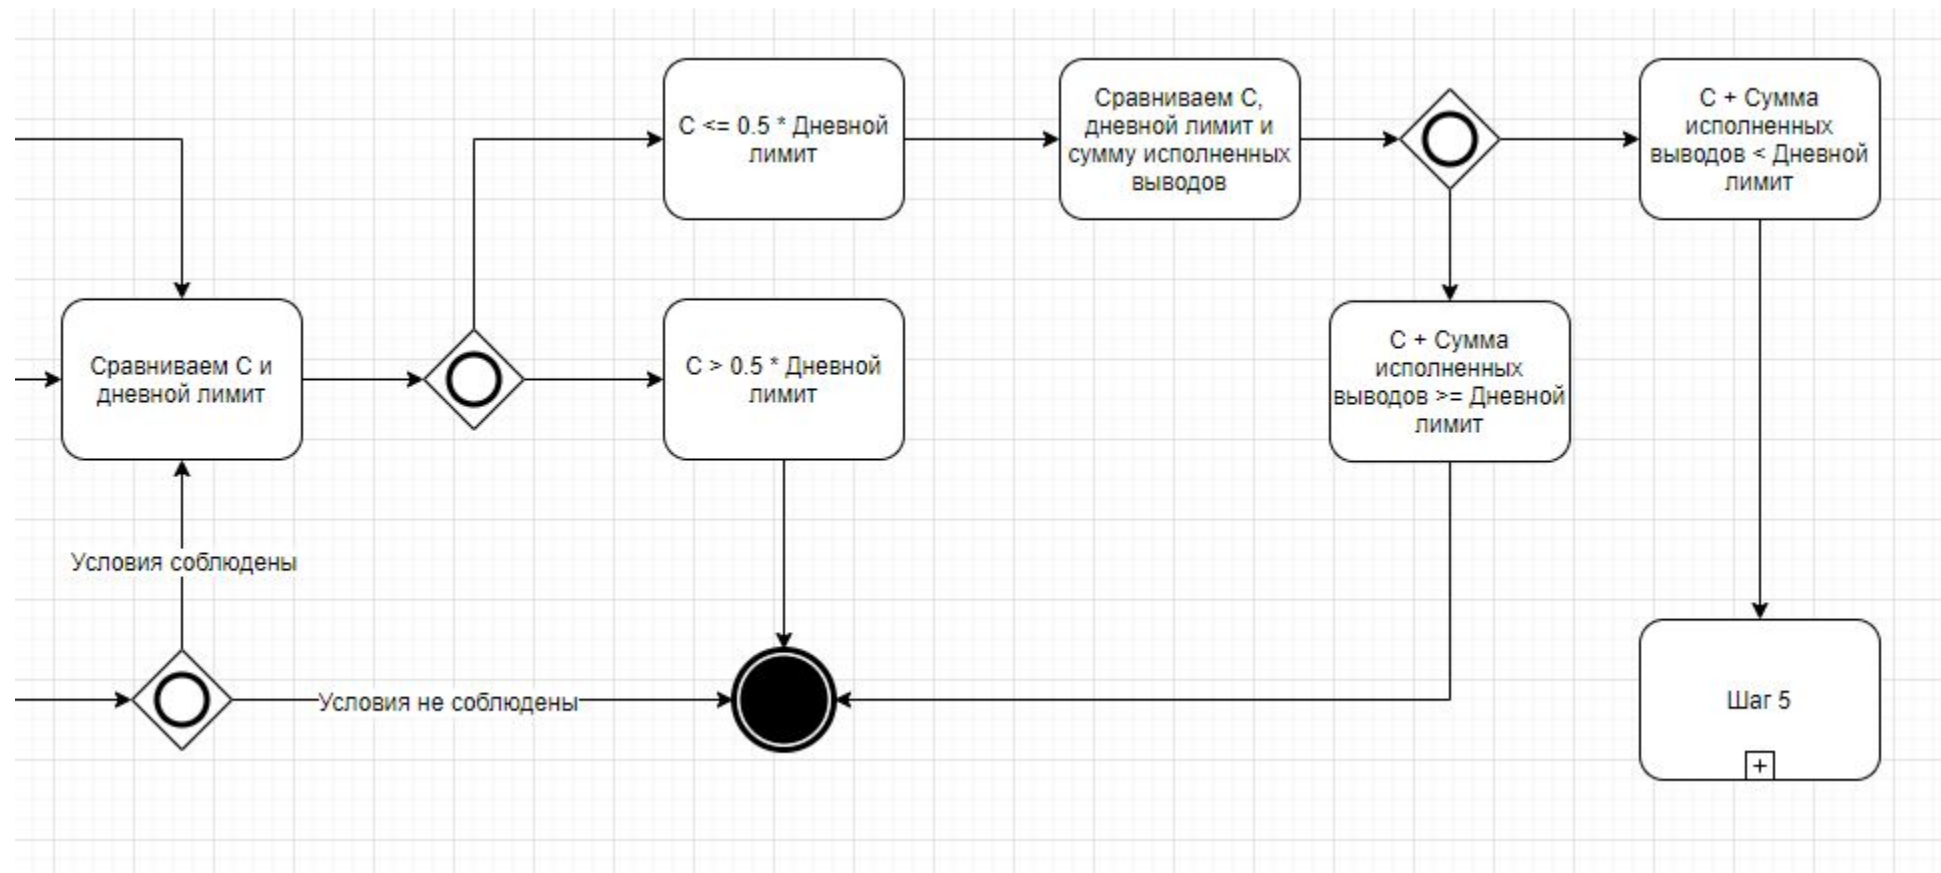 C <= 0.5 * Дневной
лимит
Сравниваем С,
дневной лимит и
сумму исполненных
выводов
С + Сумма
исполненных
выводов < Дневной
лимит
Сравниваем С и
дневной лимит
C > 0.5 * Дневной
лимит
С + Сумма
исполненных
выводов >= Дневной
лимит
Условия соблюдены
Условия не соблюдены
Шаг 5